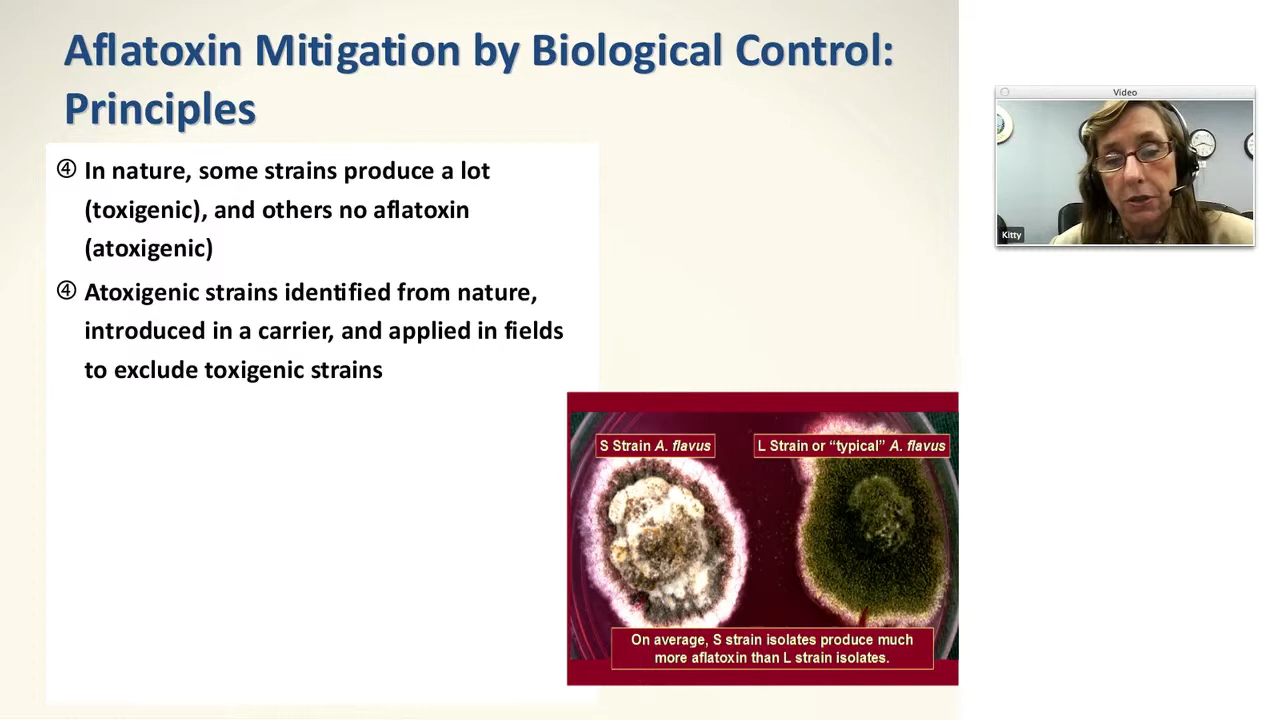 Aflatoxin Mitigation by Biological Control:
Principles
④ In nature, some strains produce a lot
(toxigenic), and others no aflatoxin
(atoxigenic)
④ Atoxigenic strains identified from nature,
introduced in a carrier, and applied in fields
to exclude toxigenic strains
S Strain A. flavus
L Strain or “typical” A. flavus
On average, S strain isolates produce much
more aflatoxin than L strain isolates.
Video
Kitty